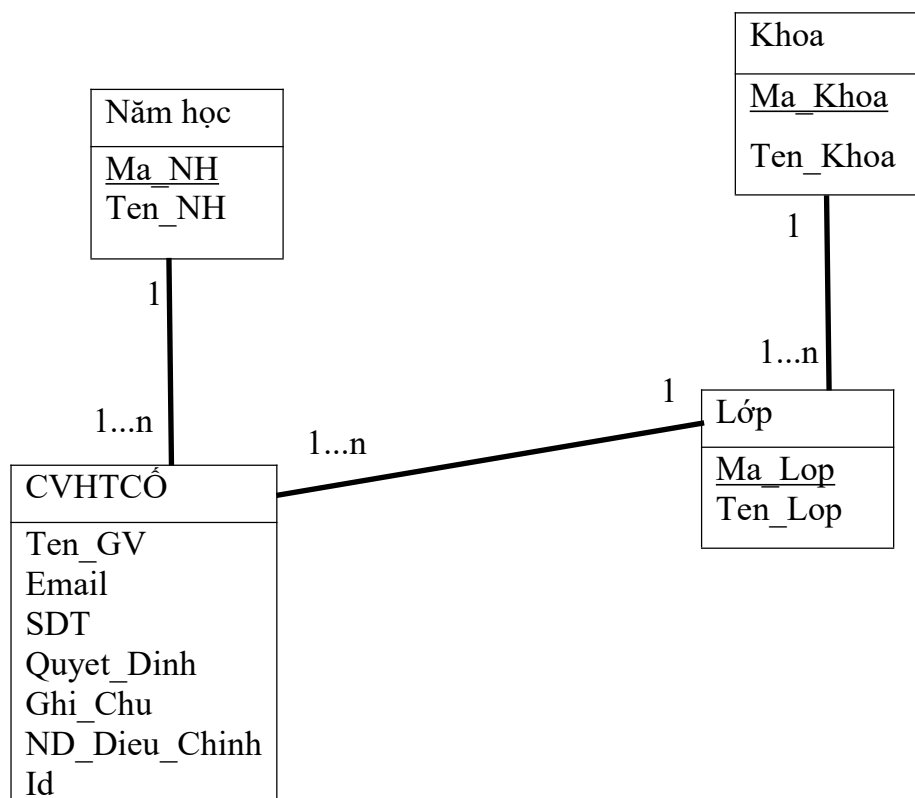 Khoa
Ma_Khoa
Ten_Khoa
Năm học
Ma_NH
Ten_NH
1
1
1...n
1...n
1...n
1
Lớp
Ma_Lop
Ten_Lop
CVHTCỐ
Ten_GV
Email
SDT
Quyet_Dinh
Ghi_Chu
ND_Dieu_Chinh
Id